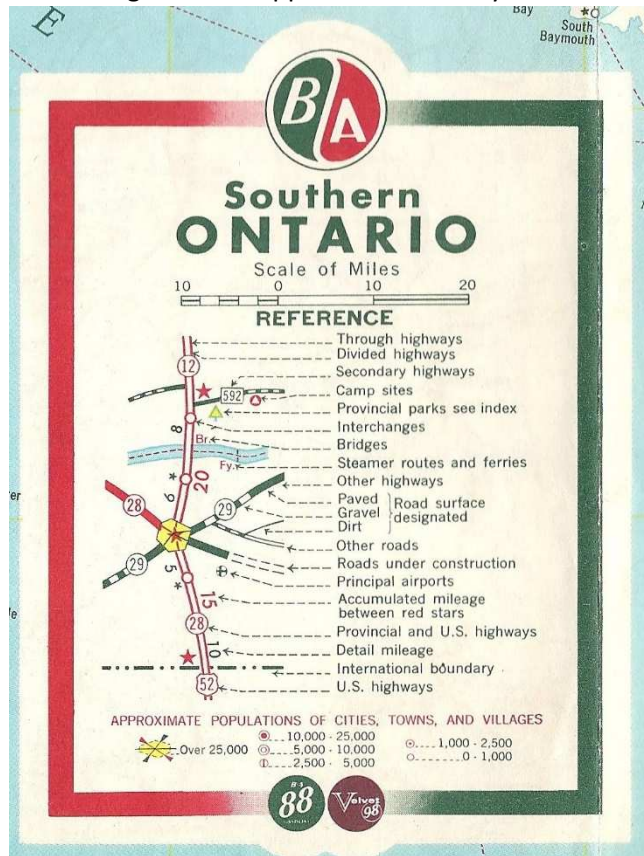 E
Bay
South
Baymouth
B A
Southern
ONTARIO
Scale of Miles
10 0 10 20
REFERENCE
Through highways
Divided highways
12
Secondary highways
592
Camp sites
Provincial parks see index
Interchanges
8
Br.
Bridges
Fy.
Steamer routes and ferries
20
Other highways
9
28
29
Paved
Gravel
Dirt
Road surface
designated
Other roads
29
Roads under construction
5
Principal airports
15
Accumulated mileage
between red stars
28
Provincial and U.S. highways
10
Detail mileage
International boundary
52
U.S. highways
APPROXIMATE POPULATIONS OF CITIES, TOWNS, AND VILLAGES
Over 25,000
10,000 - 25,000
5,000 - 10,000
2,500 - 5,000
1,000 - 2,500
0 - 1,000
88
Velvet
98